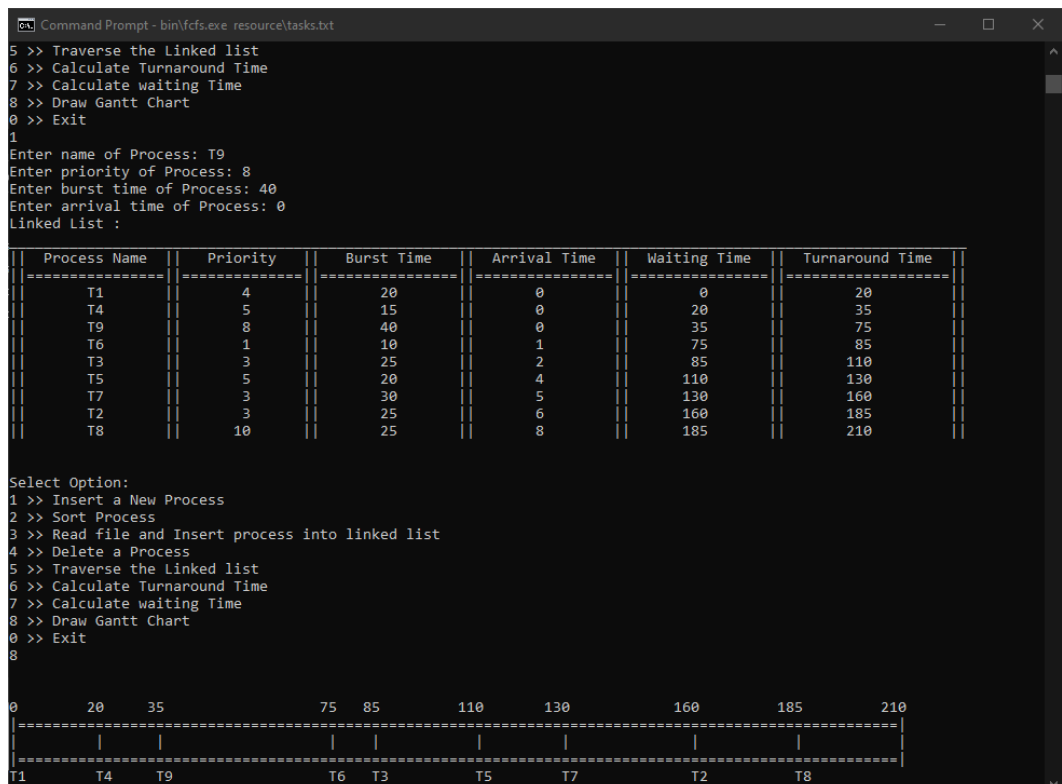 Command Prompt - bin\fcfs.exe resource\tasks.txt
5 >> Traverse the Linked list
6 >> Calculate Turnaround Time
7 >> Calculate waiting Time
8 >> Draw Gantt Chart
0 >> Exit
1
Enter name of Process: T9
Enter priority of Process: 8
Enter burst time of Process: 40
Enter arrival time of Process: 0
Linked List :
|| Process Name || Priority || Burst Time || Arrival Time || Waiting Time || Turnaround Time ||
||================||==============||================||================||================||===================||
|| T1 || 4 || 20 || 0 || 0 || 20 ||
|| T4 || 5 || 15 || 0 || 20 || 35 ||
|| T9 || 8 || 40 || 0 || 35 || 75 ||
|| T6 || 1 || 10 || 1 || 75 || 85 ||
|| T3 || 3 || 25 || 2 || 85 || 110 ||
|| T5 || 5 || 20 || 4 || 110 || 130 ||
|| T7 || 3 || 30 || 5 || 130 || 160 ||
|| T2 || 3 || 25 || 6 || 160 || 185 ||
|| T8 || 10 || 25 || 8 || 185 || 210 ||
Select Option:
1 >> Insert a New Process
2 >> Sort Process
3 >> Read file and Insert process into linked list
4 >> Delete a Process
5 >> Traverse the Linked list
6 >> Calculate Turnaround Time
7 >> Calculate waiting Time
8 >> Draw Gantt Chart
0 >> Exit
8
0 20 35 75 85 110 130 160 185 210
T1 T4 T9 T6 T3 T5 T7 T2 T8